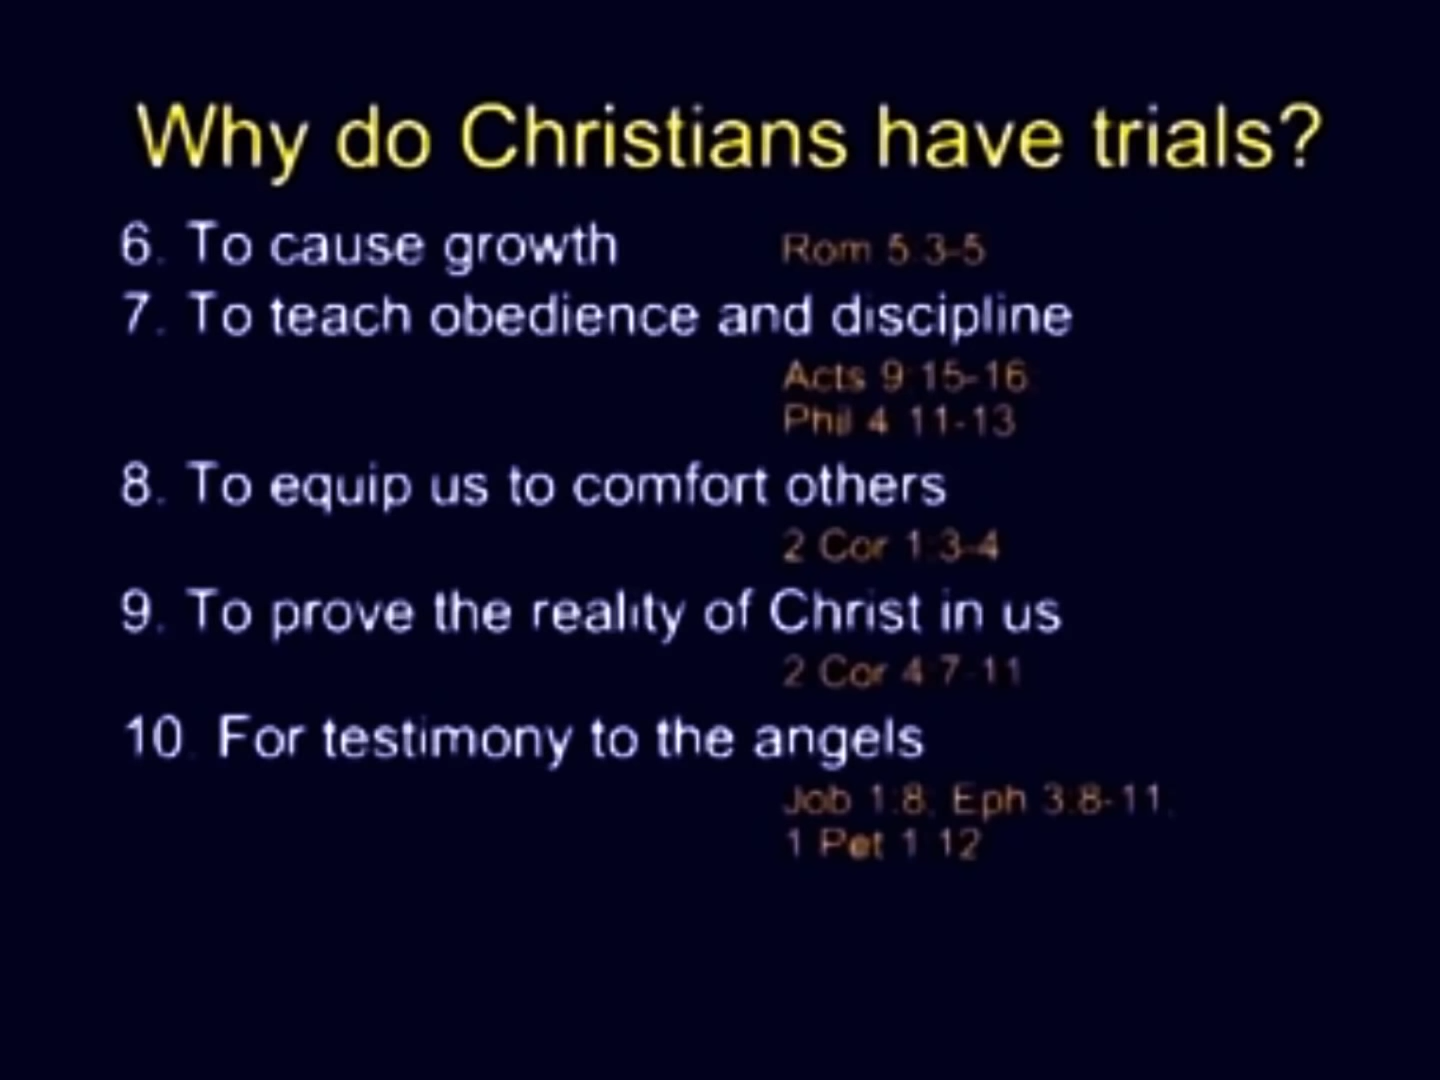 Why do Christians have trials?
6. To cause growth Rom 5:3-5
7. To teach obedience and discipline
Acts 9:15-16
Phil 4:11-13
8. To equip us to comfort others
2 Cor 1:3-4
9. To prove the reality of Christ in us
2 Cor 4:7-11
10. For testimony to the angels
Job 1:8; Eph 3:8-11;
1 Pet 1:12